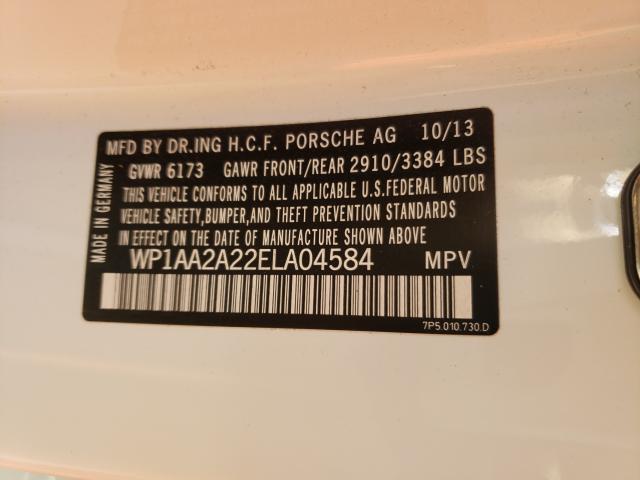 MFD BY DR.ING H.C.F. PORSCHE AG 10/13
GVWR 6173 GAWR FRONT/REAR 2910/3384 LBS
THIS VEHICLE CONFORMS TO ALL APPLICABLE U.S.FEDERAL MOTOR
VEHICLE SAFETY,BUMPER,AND THEFT PREVENTION STANDARDS
IN EFFECT ON THE DATE OF MANUFACTURE SHOWN ABOVE.
WP1AA2A22ELA04584 MPV
7P5.010.730.D
MADE IN GERMANY